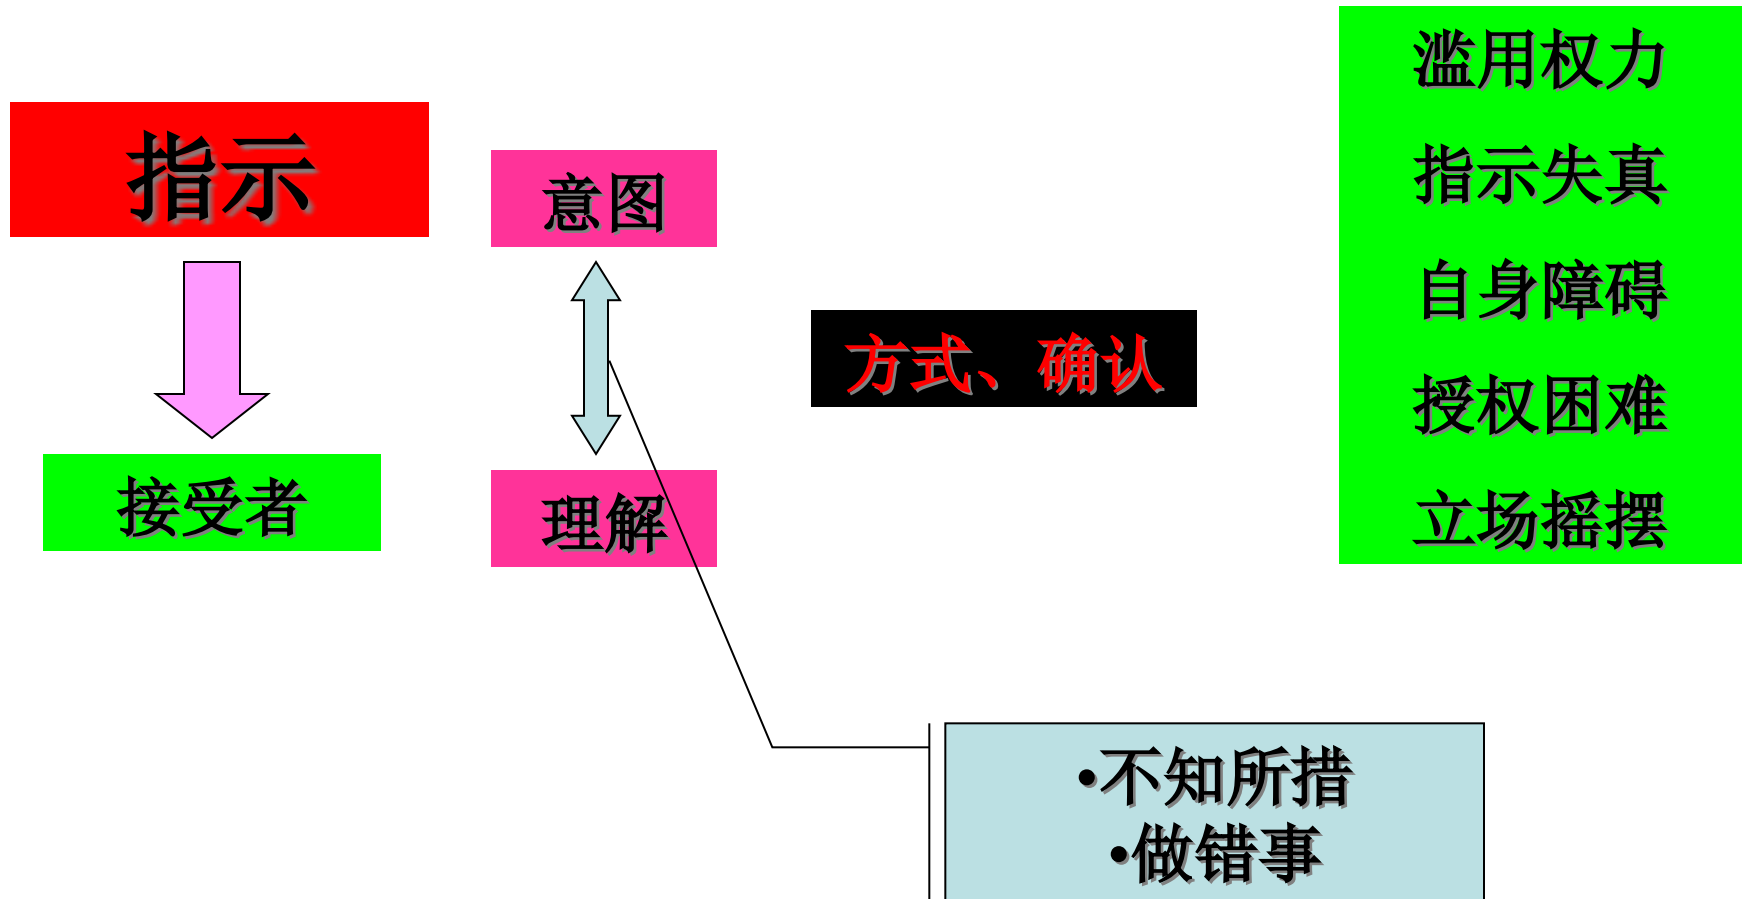 指示
接受者
意图
理解
方式、确认
滥用权力
指示失真
自身障碍
授权困难
立场摇摆
•不知所措
•做错事